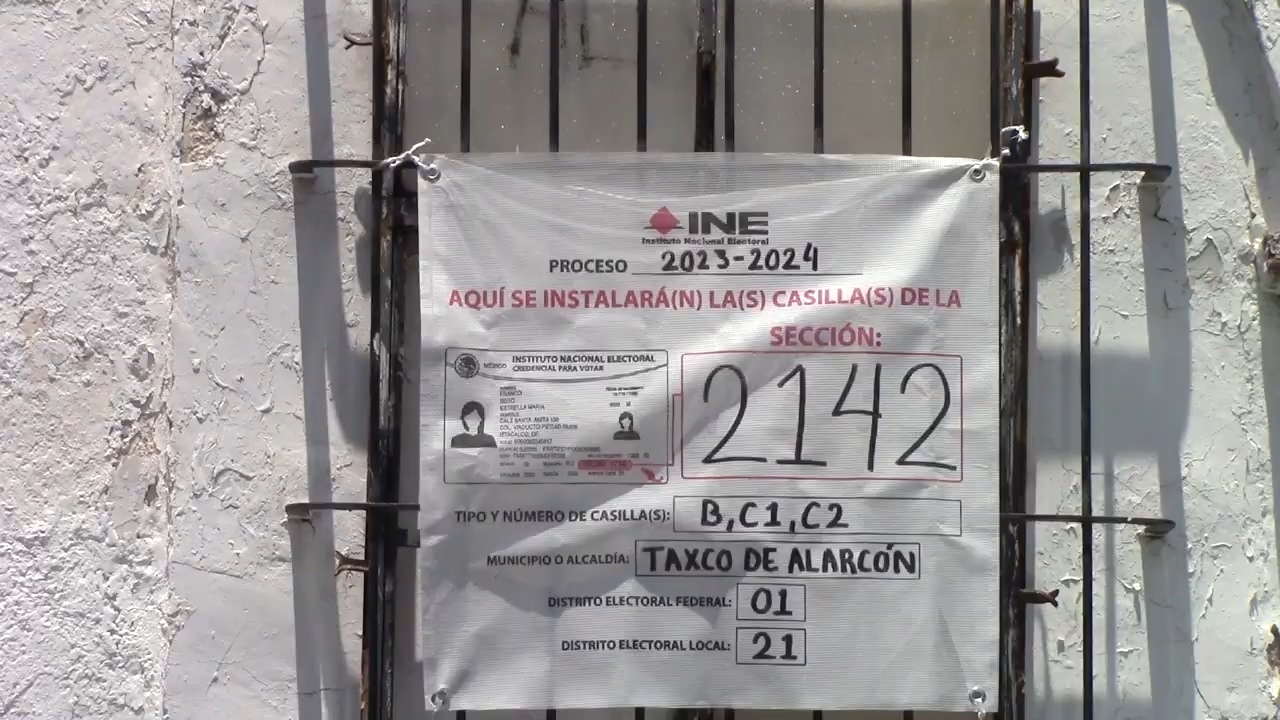 INE
Instituto Nacional Electoral
PROCESO 2023-2024
AQUÍ SE INSTALARÁ(N) LA(S) CASILLA(S) DE LA
SECCIÓN:
INSTITUTO NACIONAL ELECTORAL
MÉXICO CREDENCIAL PARA VOTAR
2142
TIPO Y NÚMERO DE CASILLA(S): B,C1,C2
MUNICIPIO O ALCALDÍA: TAXCO DE ALARCÓN
DISTRITO ELECTORAL FEDERAL: 01
DISTRITO ELECTORAL LOCAL: 21